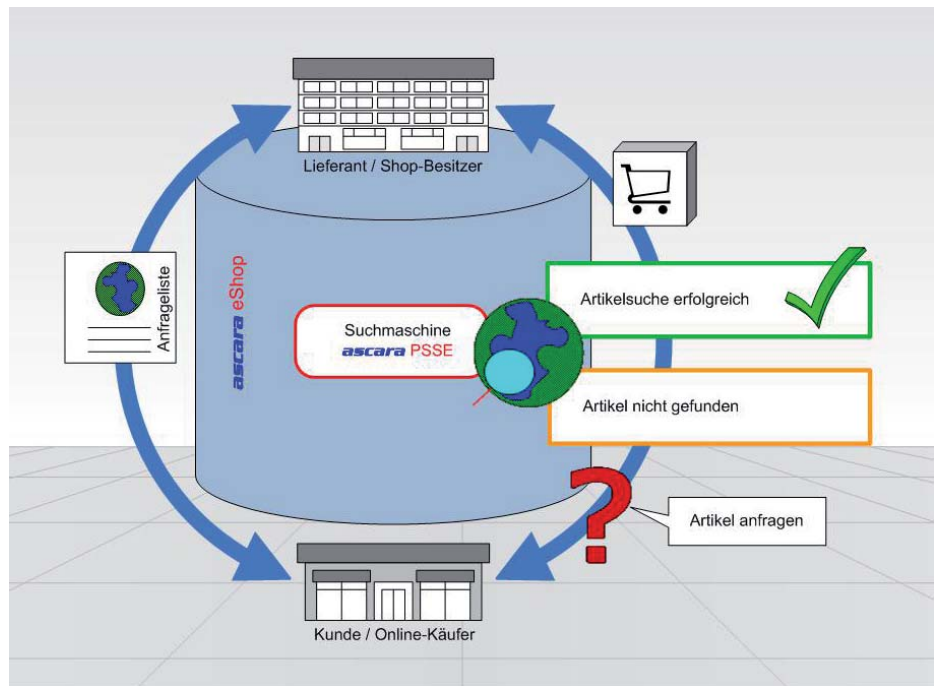 Lieferant / Shop-Besitzer
Anfrageliste
ascara eShop
Suchmaschine
ascara PSSE
Artikelsuche erfolgreich
Artikel nicht gefunden
Artikel anfragen
Kunde / Online-Käufer